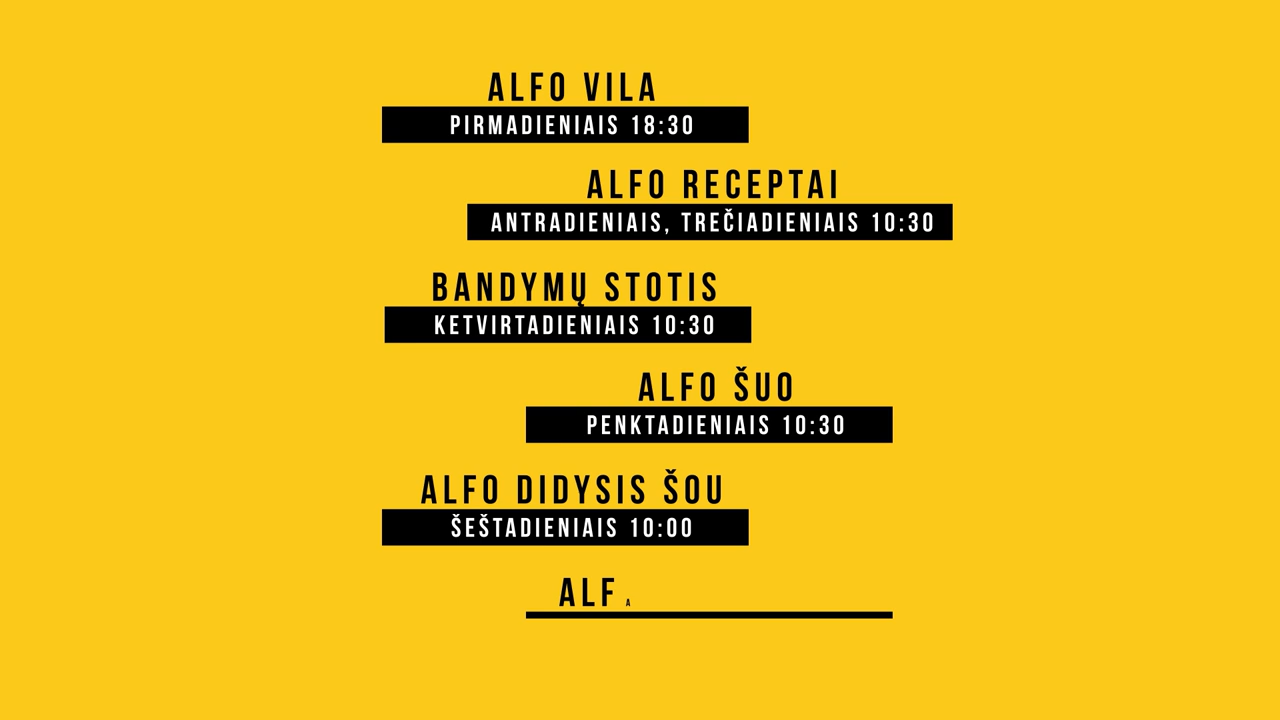 ALFO VILA
PIRMADIENIAIS 18:30
ALFO RECEPTAI
ANTRADIENIAIS, TREČIADIENIAIS 10:30
BANDYMŲ STOTIS
KETVIRTADIENIAIS 10:30
ALFO ŠUO
PENKTADIENIAIS 10:30
ALFO DIDYSIS ŠOU
ŠEŠTADIENIAIS 10:00
ALF A